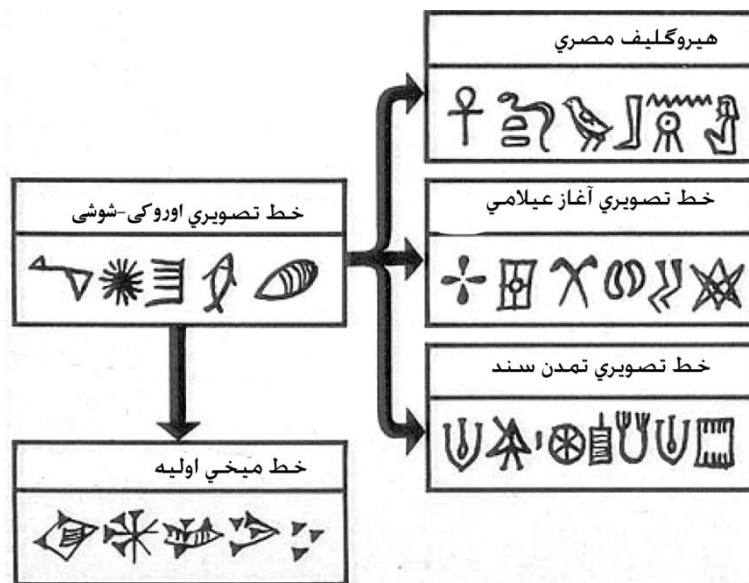 هیروگلیف مصري
خط تصویري اوروکی-شوشی
خط تصویري آغاز عیلامي
خط تصویري تمدن سند
خط میخي اولیه